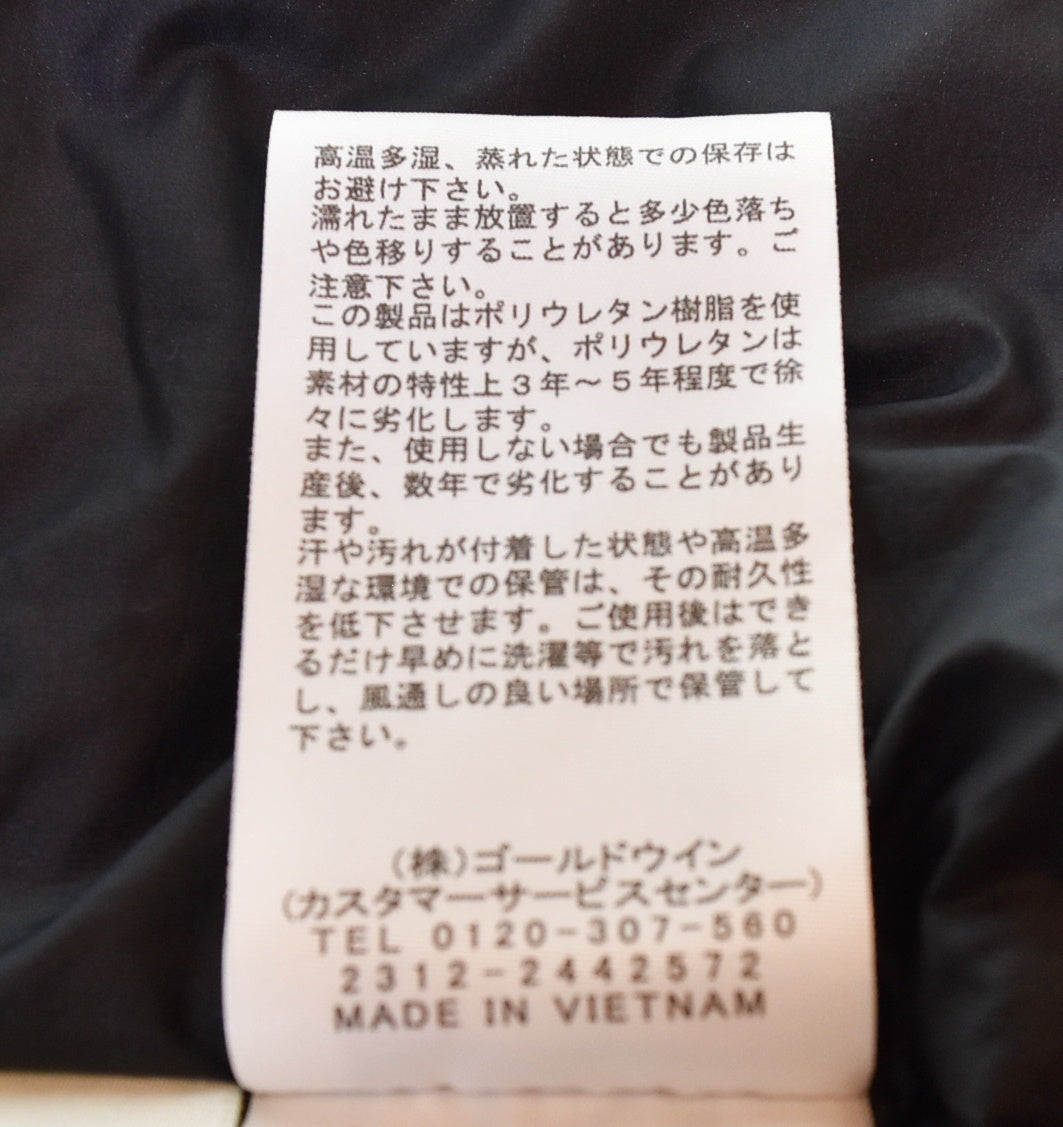 高温多湿、蒸れた状態での保存は
お避け下さい。
濡れたまま放置すると多少色落ち
や色移りすることがあります。ご
注意下さい。
この製品はポリウレタン樹脂を使
用していますが、ポリウレタンは
素材の特性上3年〜5年程度で徐
々に劣化します。
また、使用しない場合でも製品生
産後、数年で劣化することがあり
ます。
汗や汚れが付着した状態や高温多
湿な環境での保管は、その耐久性
を低下させます。ご使用後はでき
るだけ早めに洗濯等で汚れを落と
し、風通しの良い場所で保管して
下さい。
(株)ゴールドウイン
(カスタマーサービスセンター)
TEL 0120-307-560
2312-2442572
MADE IN VIETNAM